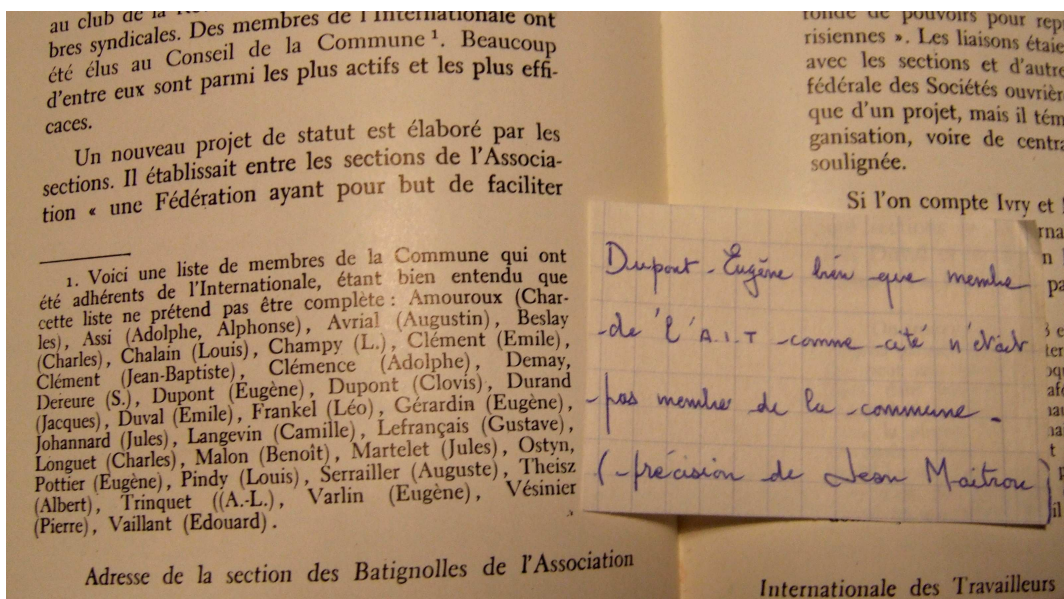 au club de la
bres syndicales. Des membres de l'Internationale ont
été élus au Conseil de la Commune ¹. Beaucoup
d'entre eux sont parmi les plus actifs et les plus effi-
caces.
Un nouveau projet de statut est élaboré par les
sections. Il établissait entre les sections de l'Associa-
tion « une Fédération ayant pour but de faciliter
1. Voici une liste de membres de la Commune qui ont
été adhérents de l'Internationale, étant bien entendu que
cette liste ne prétend pas être complète : Amouroux (Char-
les), Assi (Adolphe, Alphonse), Avrial (Augustin), Beslay
(Charles), Chalain (Louis), Champy (L.), Clément (Emile),
Clément (Jean-Baptiste), Clémence (Adolphe), Demay,
Dereure (S.), Dupont (Eugène), Dupont (Clovis), Durand
(Jacques), Duval (Emile), Frankel (Léo), Gérardin (Eugène),
Johannard (Jules), Langevin (Camille), Lefrançais (Gustave),
Longuet (Charles), Malon (Benoît), Martelet (Jules), Ostyn,
Pottier (Eugène), Pindy (Louis), Serrailler (Auguste), Theisz
(Albert), Trinquet ((A.-L.), Varlin (Eugène), Vésinier
(Pierre), Vaillant (Edouard).
Adresse de la section des Batignolles de l'Association
de pouvoirs pour
risiennes ». Les liaisons
avec les sections et
fédérale des Sociétés
que d'un projet, mais il
ganisation, voire de
soulignée.
Si l'on compte Ivry et
Dupont Eugène bien que membre
de l'A.I.T comme cité n'était
pas membre de la commune.
(précision de Jean Maitron)
Internationale des Travailleurs